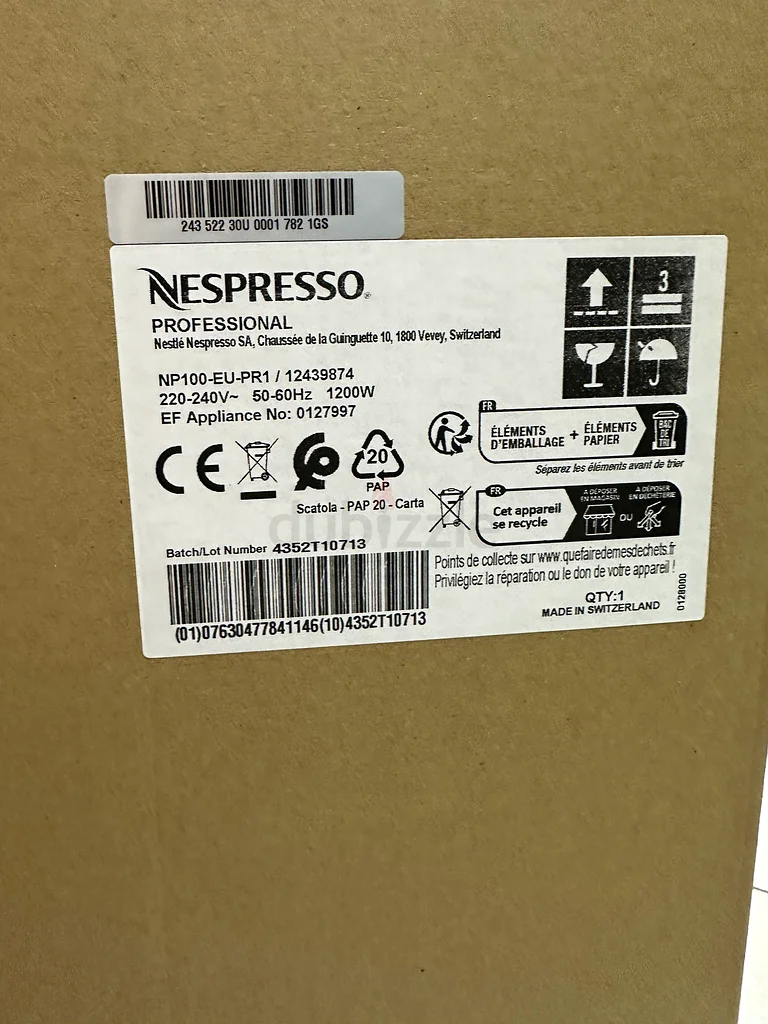 243 522 30U 0001 782 1GS
NESPRESSO®
PROFESSIONAL
Nestlé Nespresso SA, Chaussée de la Guinguette 10, 1800 Vevey, Switzerland
NP100-EU-PR1 / 12439874
220-240V~ 50-60Hz 1200W
EF Appliance No: 0127997
3
CE
20
PAP
Scatola - PAP 20 - Carta
FR
ÉLÉMENTS D'EMBALLAGE + ÉLÉMENTS PAPIER
BAC DE TRI
Séparez les éléments avant de trier
FR
Cet appareil
se recycle
À DÉPOSER EN MAGASIN
OU
À DÉPOSER EN DÉCHÈTERIE
dubizzle
Batch/Lot Number 4352T10713
(01)07630477841146(10)4352T10713
Points de collecte sur www.quefairedemesdechets.fr
Privilégiez la réparation ou le don de votre appareil !
QTY:1
MADE IN SWITZERLAND
0128000